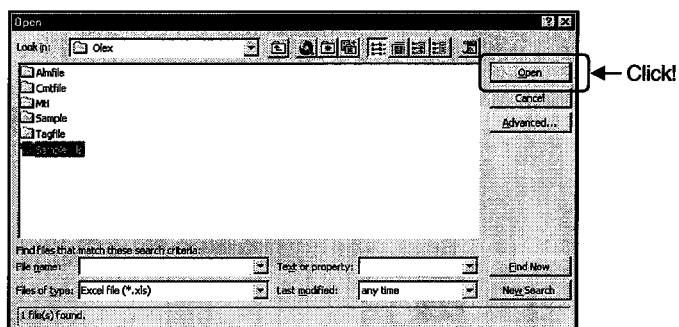 Open
Look in: Olex
Almfile
Cmtfile
Mtl
Sample
Tagfile
Open
Click!
Cancel
Advanced...
Find files that match these search criteria:
File name:
Text or property:
Find Now
Files of type: Excel file (*.xls)
Last modified: any time
New Search
1 file(s) found.